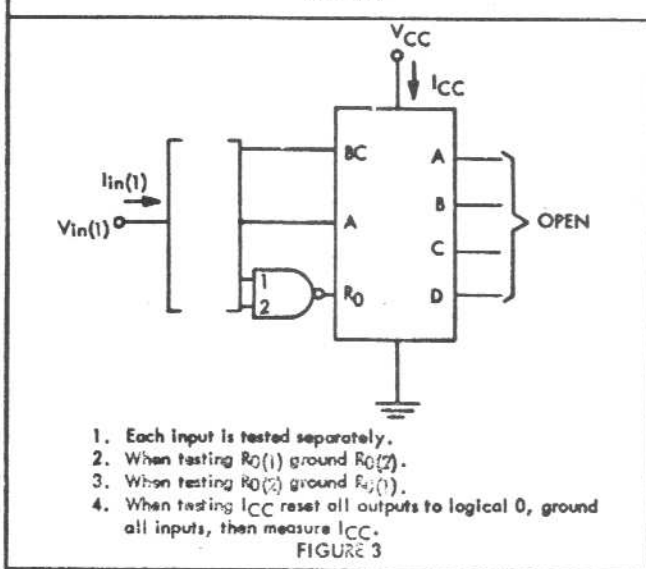 VCC
ICC
BC A
Iin(1)
Vin(1) A B OPEN
C
1
2 R0 D
1. Each input is tested separately.
2. When testing R0(1) ground R0(2).
3. When testing R0(2) ground R0(1).
4. When testing ICC reset all outputs to logical 0, ground
all inputs, then measure ICC.
FIGURE 3